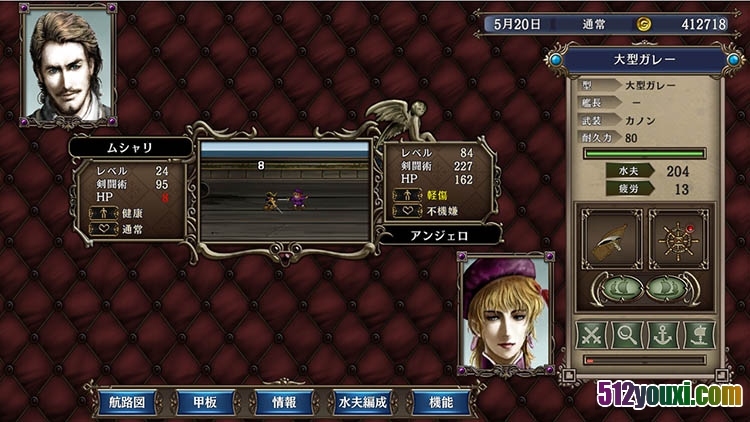 5月20日 通常 412718
大型ガレー
型 大型ガレー
艦長 －
武装 カノン
耐久力 80
水夫 204
疲労 13
ムシャリ
レベル 24
剣闘術 95
HP 8
健康
通常
8
レベル 84
剣闘術 227
HP 162
軽傷
不機嫌
アンジェロ
航路図 甲板 情報 水夫編成 機能
512youxi.com